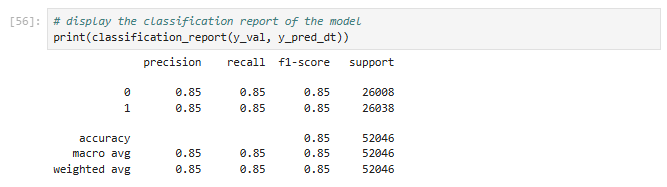 [56]: # display the classification report of the model
print(classification_report(y_val, y_pred_dt))
precision recall f1-score support
0 0.85 0.85 0.85 26008
1 0.85 0.85 0.85 26038
accuracy 0.85 52046
macro avg 0.85 0.85 0.85 52046
weighted avg 0.85 0.85 0.85 52046